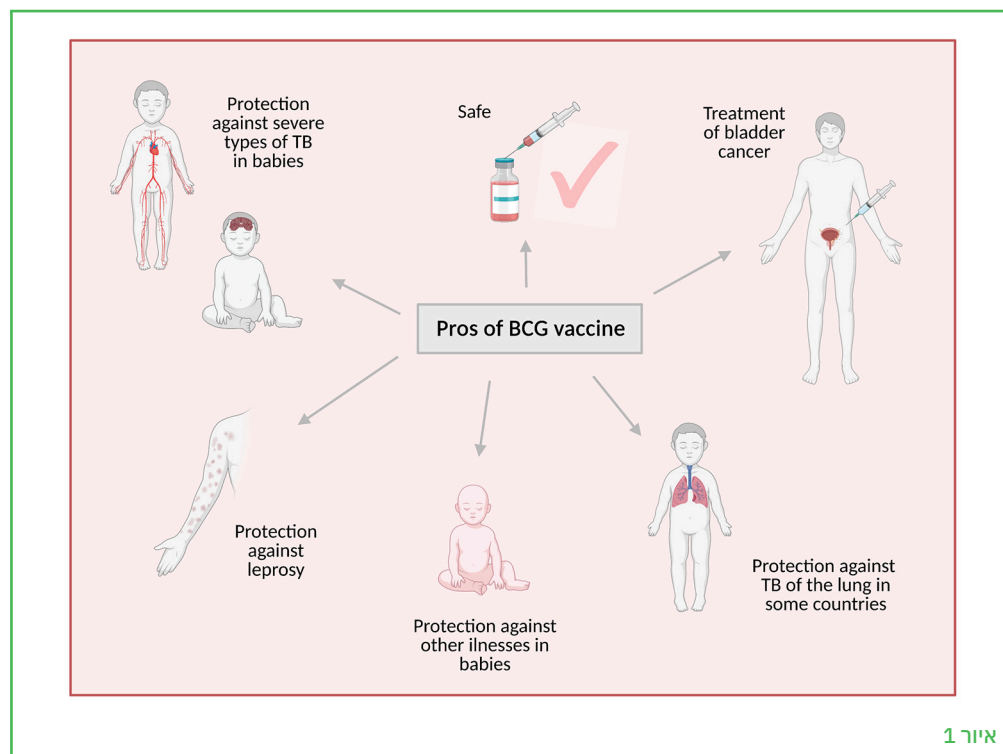 Protection
against severe
types of TB
in babies
Safe
Treatment
of bladder
cancer
Pros of BCG vaccine
Protection
against
leprosy
Protection against
other ilnesses in
babies
Protection against
TB of the lung in
some countries
איור 1